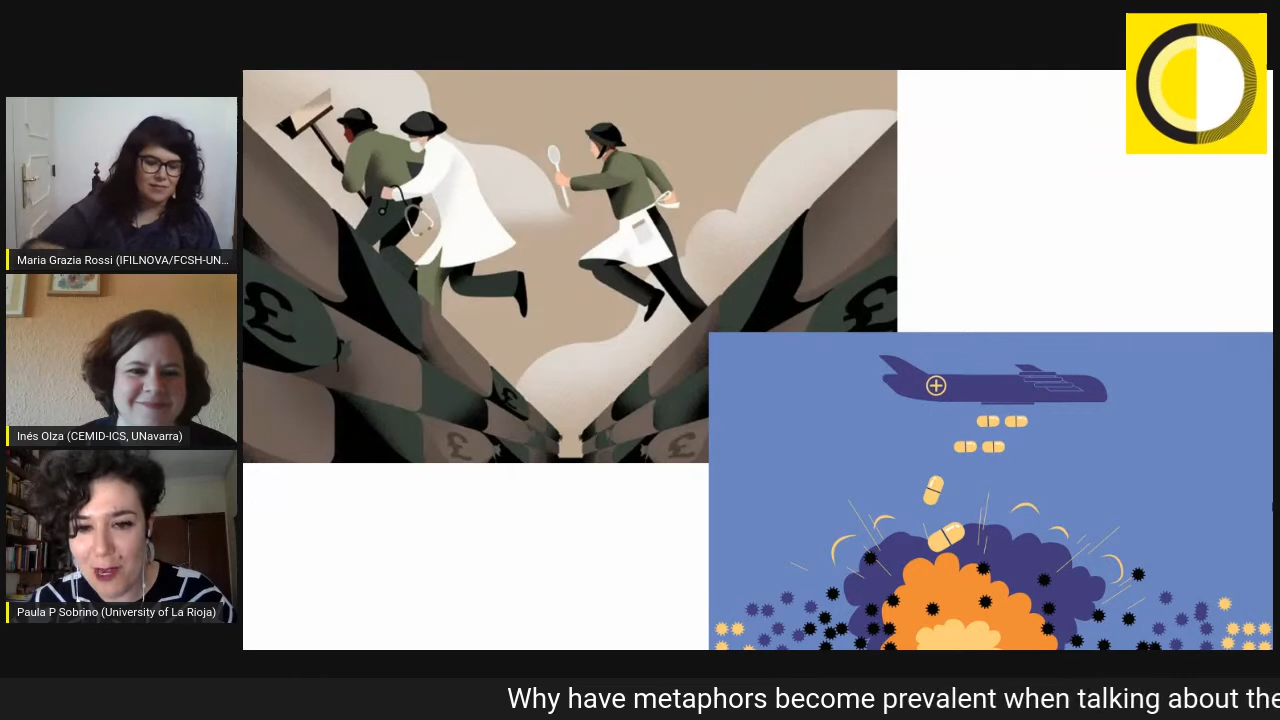 Maria Grazia Rossi (IFILNOVA/FCSH-UN...
Inés Olza (CEMID-ICS, UNavarra)
Paula P Sobrino (University of La Rioja)
£
£
£
£
£
Why have metaphors become prevalent when talking about the